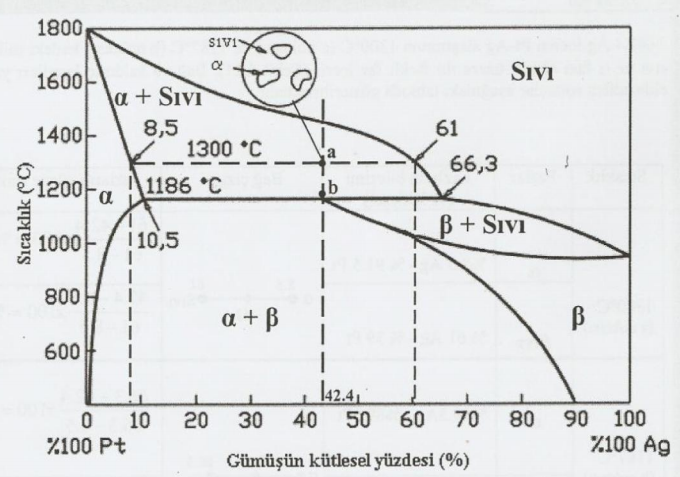 1800
1600
1400
1200
1000
800
600
Sıcaklık (°C)
SIVI
α
Sıvı
α + Sıvı
8,5
1300 °C
a
61
66,3
1186 °C
α
b
β + Sıvı
10,5
α + β
β
42.4
0 10 20 30 40 50 60 70 80 90 100
%100 Pt
%100 Ag
Gümüşün kütlesel yüzdesi (%)